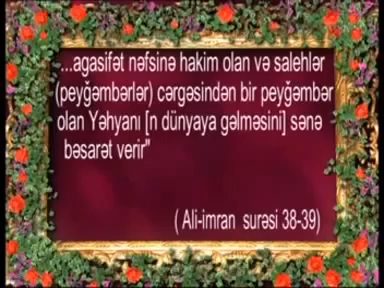 ...agasifət nəfsinə hakim olan və salehlər
(peyğəmbərlər) cərgəsindən bir peyğəmbər
olan Yəhyanı [n dünyaya gəlməsini] sənə
bəsarət verir"
( Ali-imran surəsi 38-39)